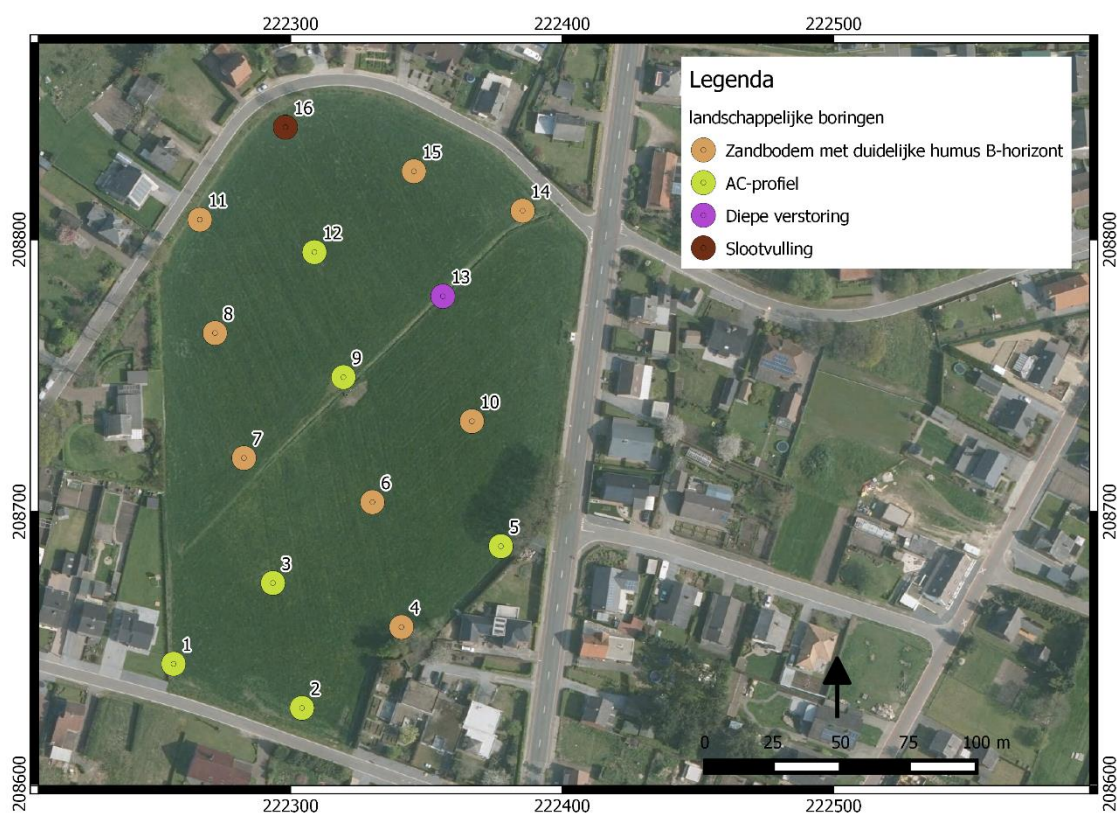 222300 222400 222500
Legenda
landschappelijke boringen
Zandbodem met duidelijke humus B-horizont
AC-profiel
Diepe verstoring
Slootvulling
16
15
14
11
12
208800 208800
13
8
9
10
7
6
208700 208700
5
3
4
1
2
0 25 50 75 100 m
208600 208600
222300 222400 222500